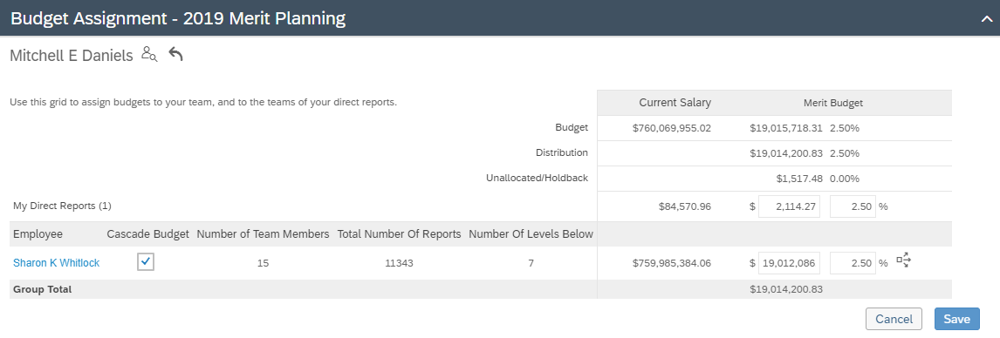 Budget Assignment - 2019 Merit Planning
Mitchell E Daniels
Use this grid to assign budgets to your team, and to the teams of your direct reports.
Current Salary Merit Budget
Budget $760,069,955.02 $19,015,718.31 2.50%
Distribution $19,014,200.83 2.50%
Unallocated/Holdback $1,517.48 0.00%
My Direct Reports (1) $84,570.96 $ 2,114.27 2.50 %
Employee Cascade Budget Number of Team Members Total Number Of Reports Number Of Levels Below
Sharon K Whitlock 15 11343 7 $759,985,384.06 $ 19,012,086 2.50 %
Group Total $19,014,200.83
Cancel Save